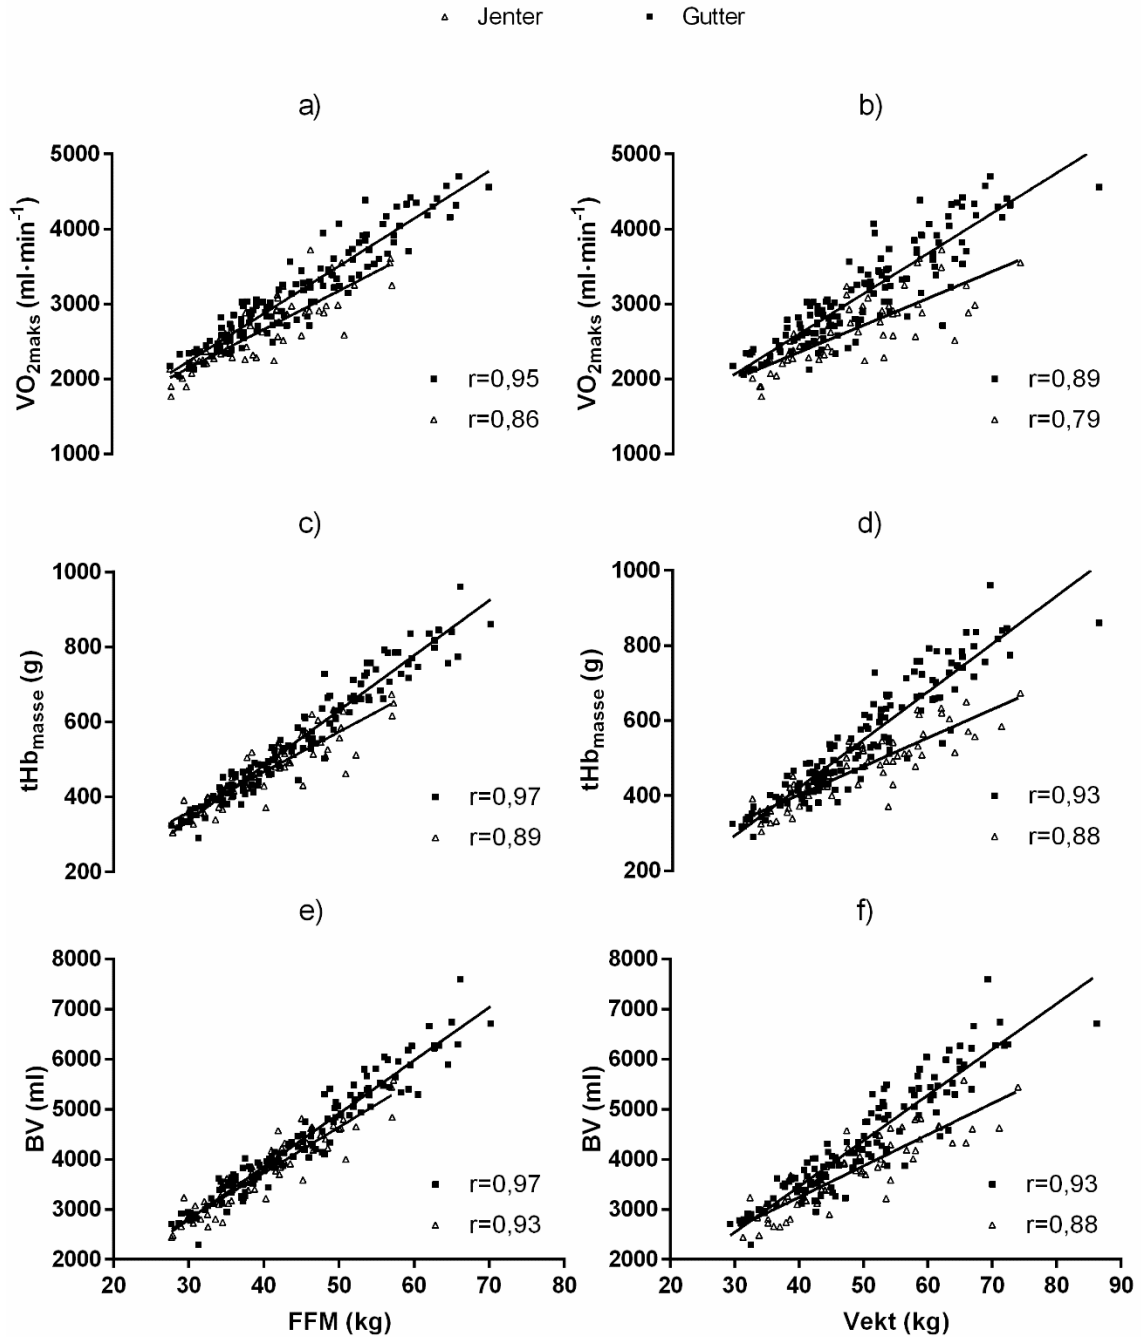 Jenter Gutter
a)
VO2maks (ml·min-1)
5000
4000
3000
2000
1000
r=0,95
r=0,86
b)
VO2maks (ml·min-1)
5000
4000
3000
2000
1000
r=0,89
r=0,79
c)
tHbmasse (g)
1000
800
600
400
200
r=0,97
r=0,89
d)
tHbmasse (g)
1000
800
600
400
200
r=0,93
r=0,88
e)
BV (ml)
8000
7000
6000
5000
4000
3000
2000
r=0,97
r=0,93
20 30 40 50 60 70 80
FFM (kg)
f)
BV (ml)
8000
7000
6000
5000
4000
3000
2000
r=0,93
r=0,88
20 30 40 50 60 70 80 90
Vekt (kg)